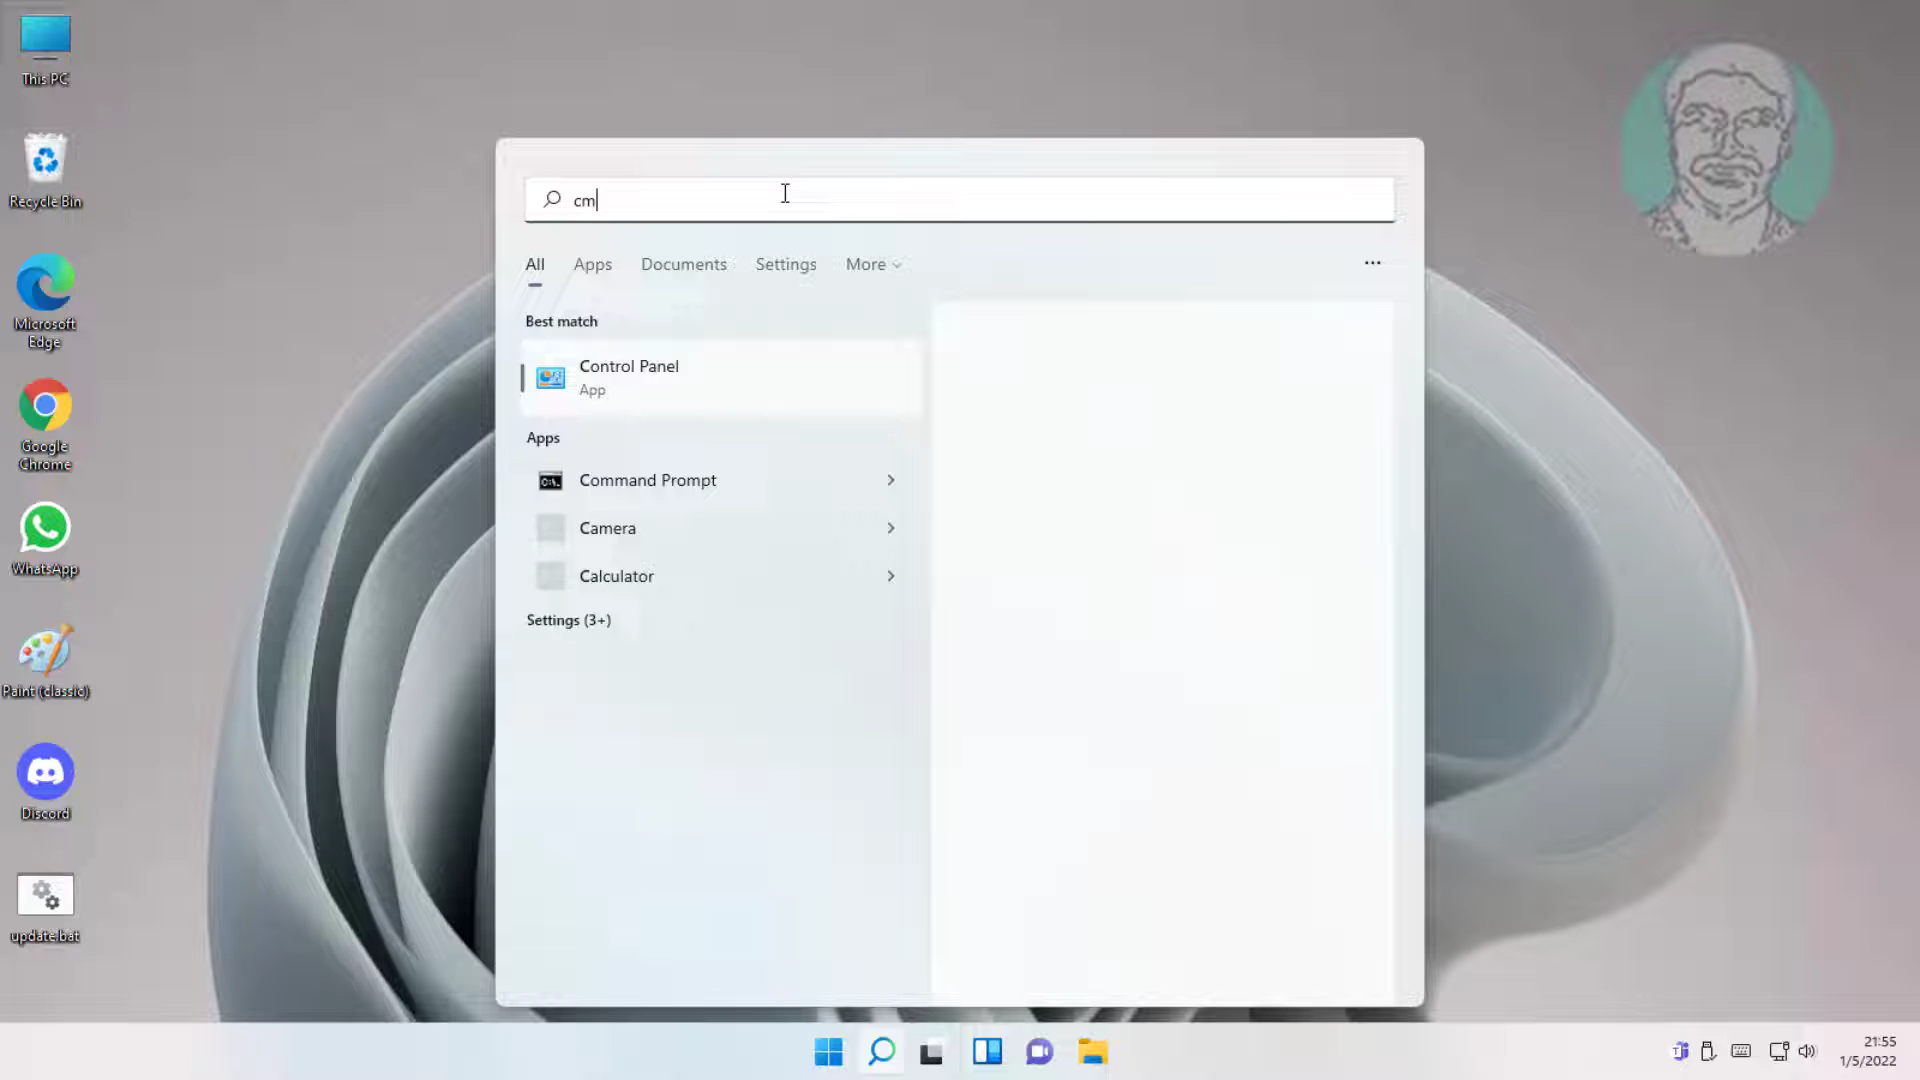 This PC
Recycle Bin
Microsoft
Edge
Google
Chrome
WhatsApp
Paint (classic)
Discord
update.bat
cm
All
Apps
Documents
Settings
More
Best match
Control Panel
App
Apps
Command Prompt
Camera
Calculator
Settings (3+)
21:55
1/5/2022